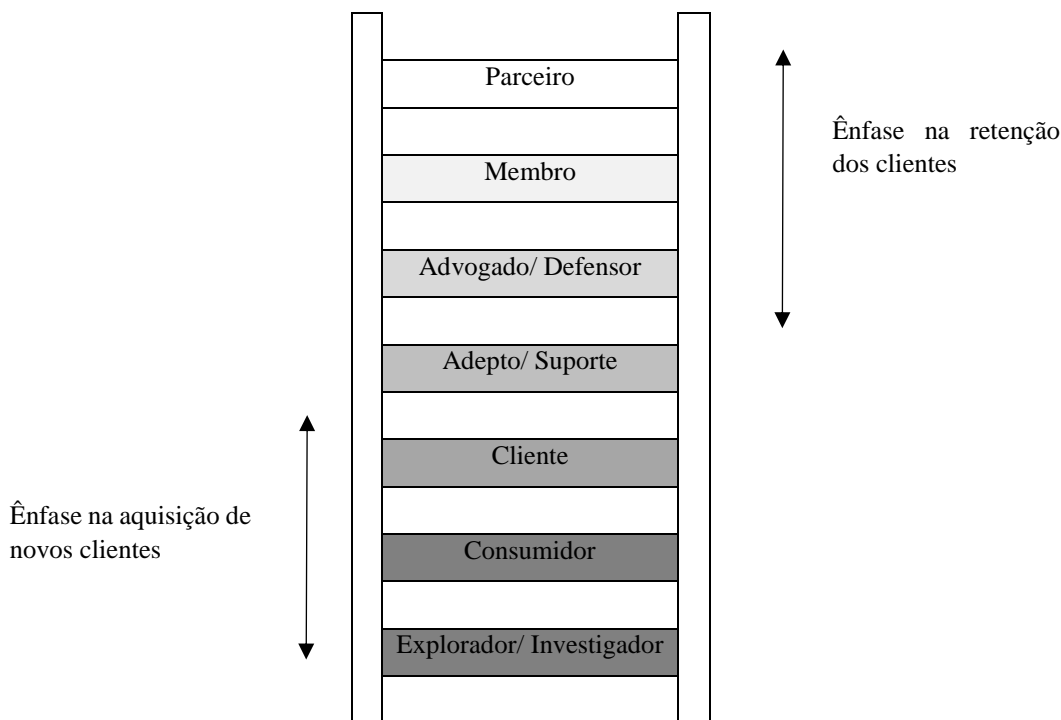 Parceiro
Ênfase na retenção
dos clientes
Membro
Advogado/ Defensor
Adepto/ Suporte
Cliente
Ênfase na aquisição de
novos clientes
Consumidor
Explorador/ Investigador